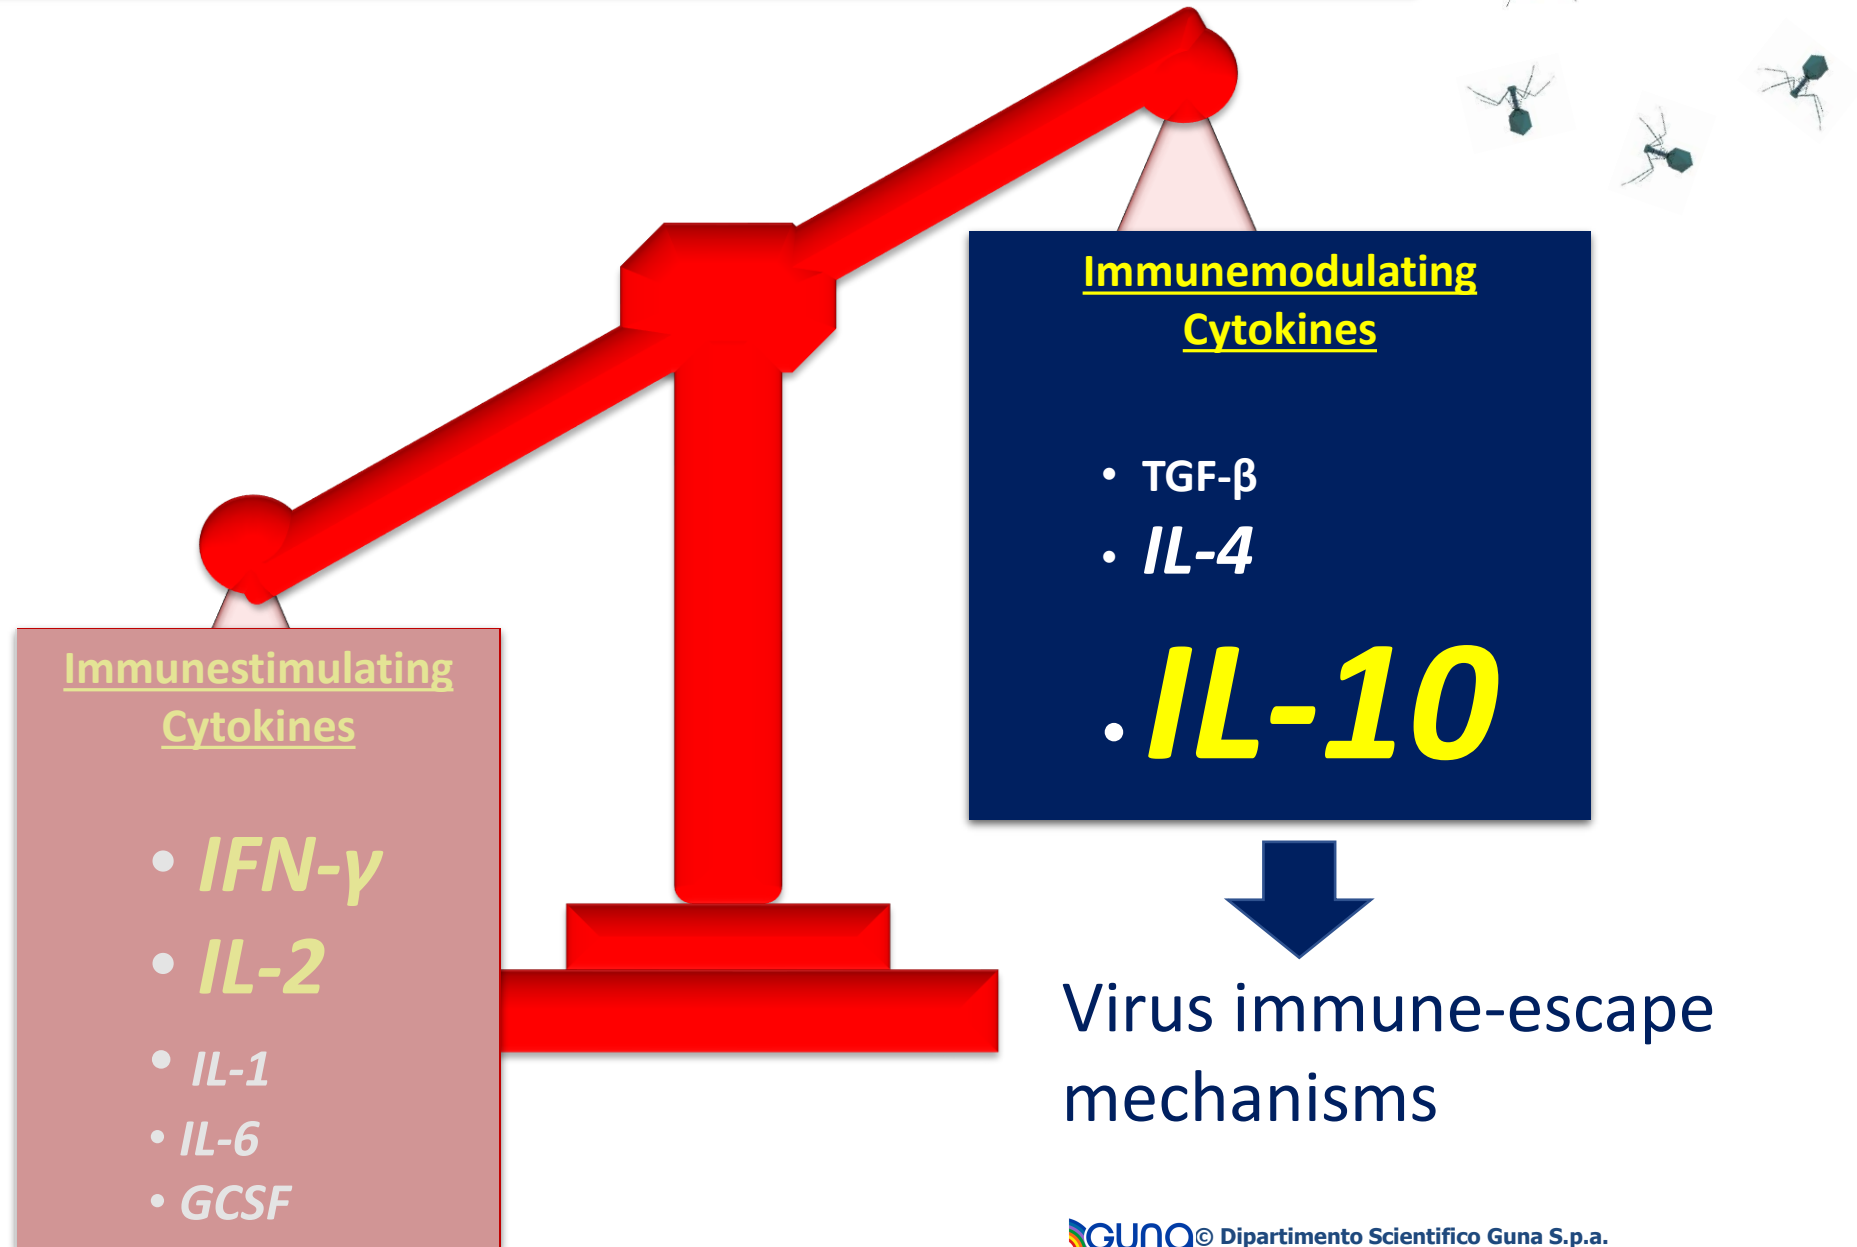 Immunemodulating
Cytokines
• TGF-β
• IL-4
• IL-10
Immunestimulating
Cytokines
• IFN-γ
• IL-2
• IL-1
• IL-6
• GCSF
Virus immune-escape
mechanisms
GUNA © Dipartimento Scientifico Guna S.p.a.